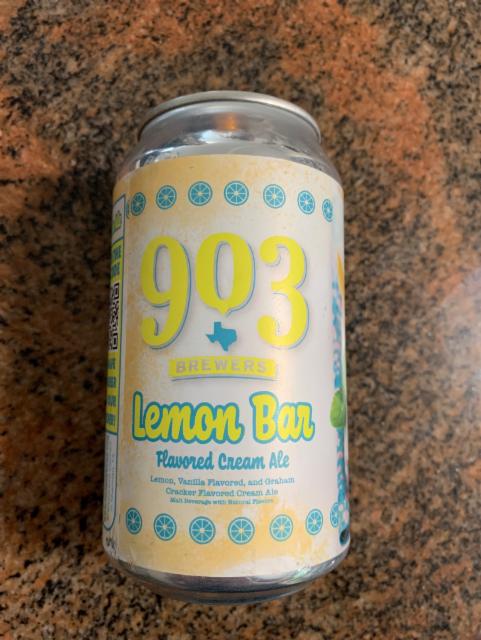 903
BREWERS
Lemon Bar
Flavored Cream Ale
Lemon, Vanilla Flavored, and Graham
Cracker Flavored Cream Ale
Malt Beverage with Natural Flavors